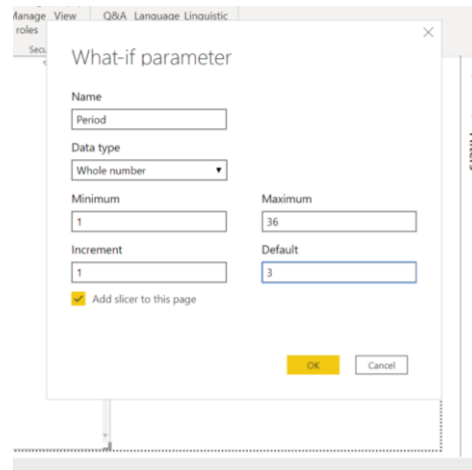 Manage View Q&A Language Linguistic
roles
Secu
What-if parameter
Name
Period
Data type
Whole number
Minimum Maximum
1 36
Increment Default
1 3
Add slicer to this page
OK Cancel